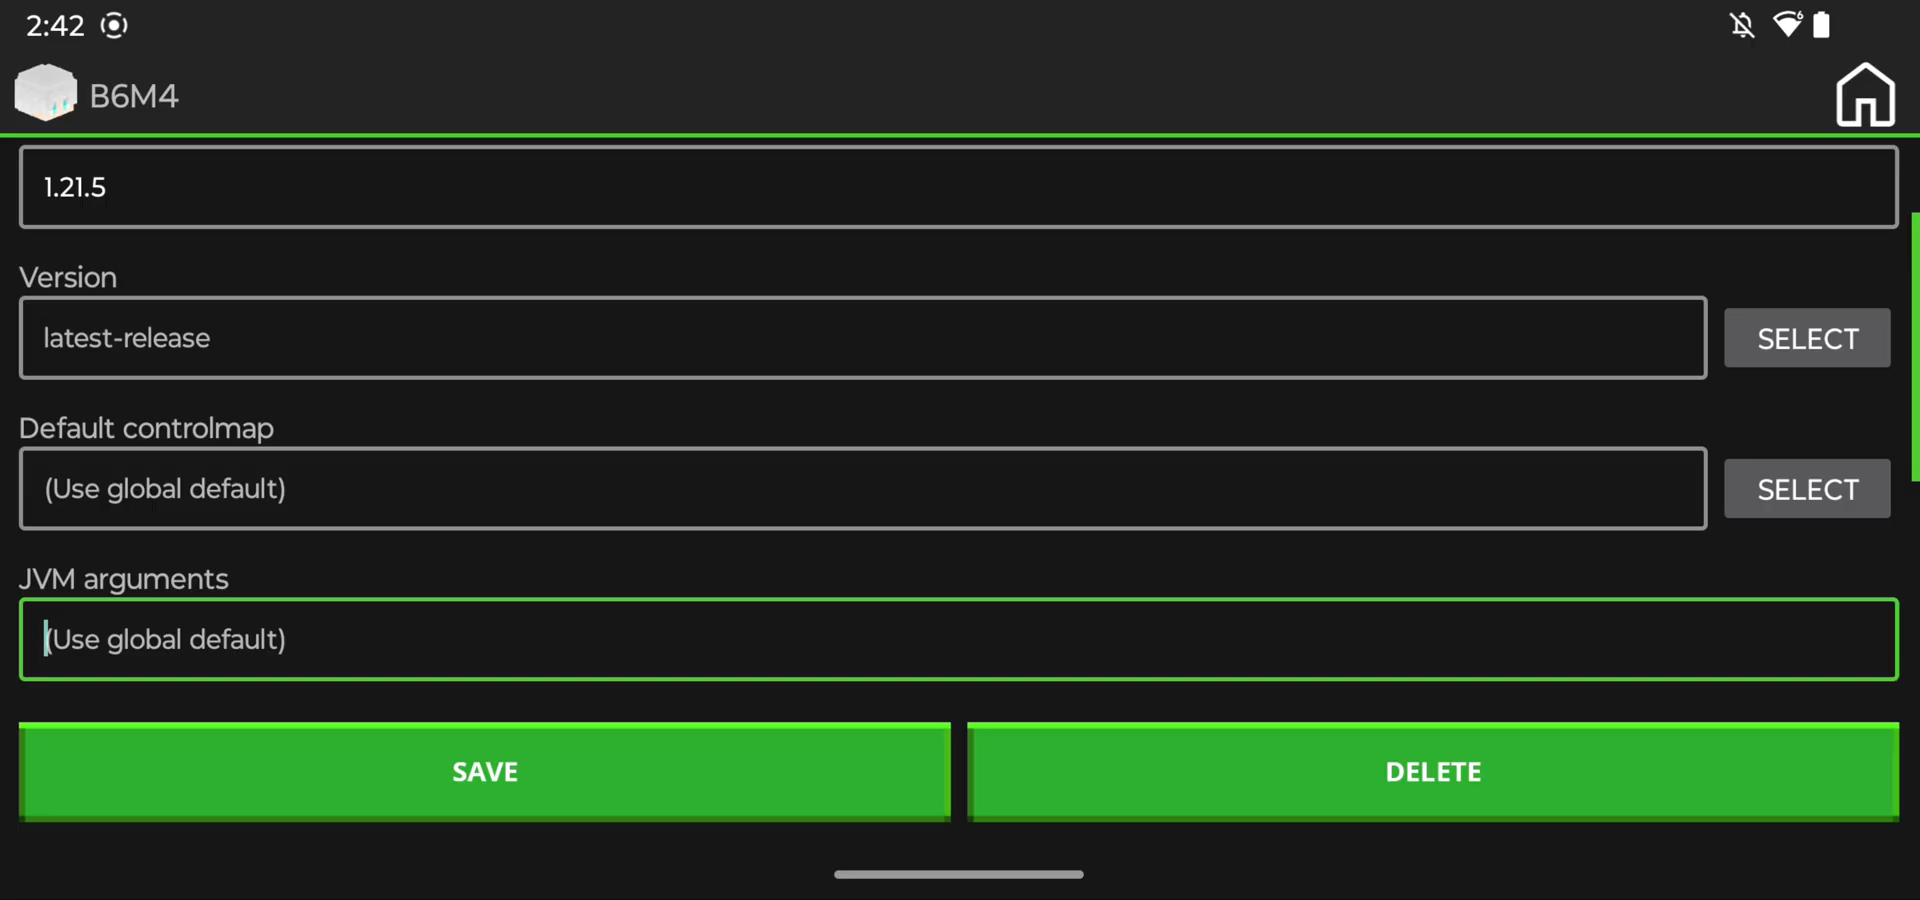 2:42
6
B6M4
1.21.5
Version
latest-release
SELECT
Default controlmap
(Use global default)
SELECT
JVM arguments
(Use global default)
SAVE
DELETE